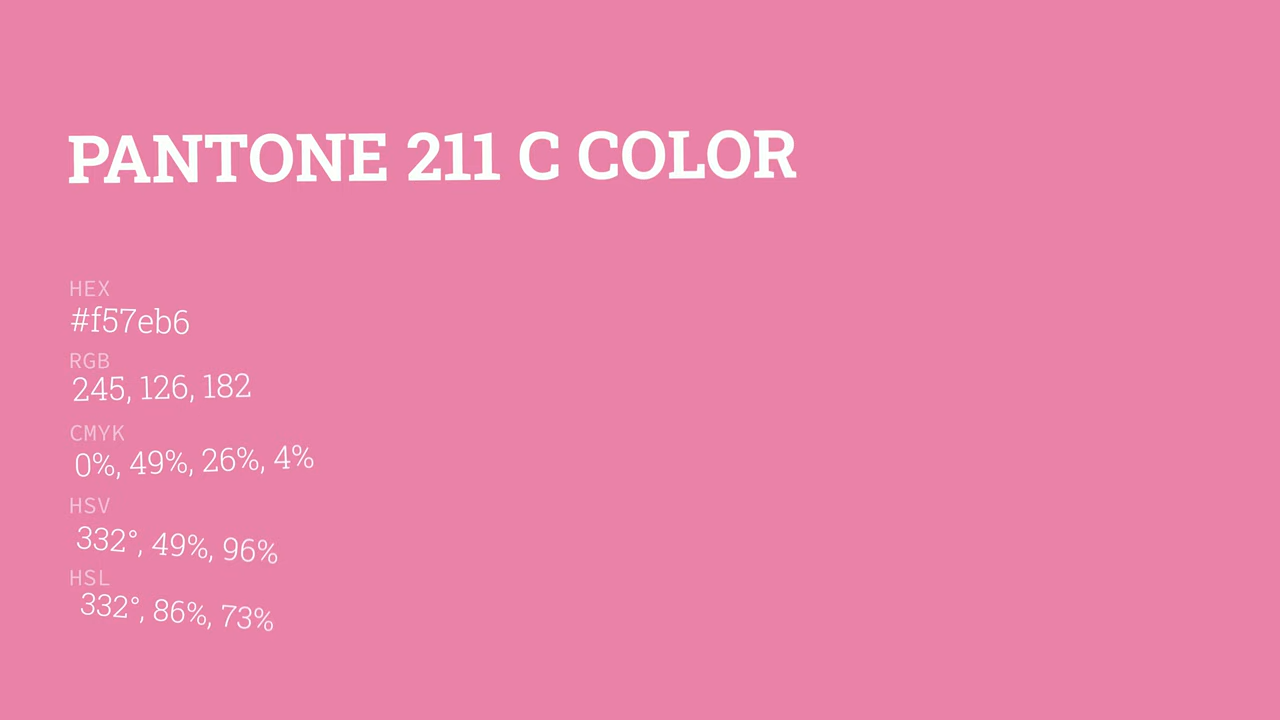 PANTONE 211 C COLOR
HEX
#f57eb6
RGB
245, 126, 182
CMYK
0%, 49%, 26%, 4%
HSV
332°, 49%, 96%
HSL
332°, 86%, 73%